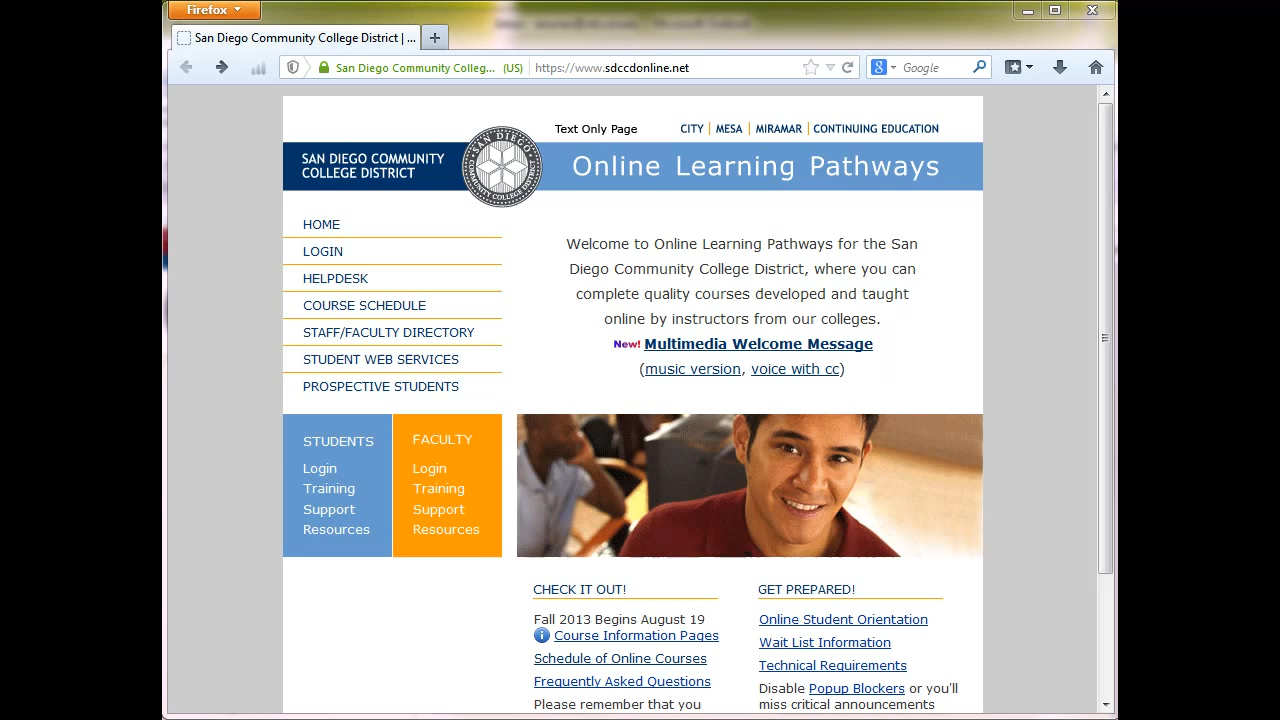 Firefox
San Diego Community College District | ...
San Diego Community Colleg... (US)
https://www.sdccdonline.net
Google
Text Only Page
CITY | MESA | MIRAMAR | CONTINUING EDUCATION
SAN DIEGO COMMUNITY
COLLEGE DISTRICT
SAN DIEGO
COMMUNITY COLLEGE DISTRICT
Online Learning Pathways
HOME
LOGIN
HELPDESK
COURSE SCHEDULE
STAFF/FACULTY DIRECTORY
STUDENT WEB SERVICES
PROSPECTIVE STUDENTS
Welcome to Online Learning Pathways for the San
Diego Community College District, where you can
complete quality courses developed and taught
online by instructors from our colleges.
New! Multimedia Welcome Message
(music version, voice with cc)
STUDENTS
Login
Training
Support
Resources
FACULTY
Login
Training
Support
Resources
CHECK IT OUT!
Fall 2013 Begins August 19
Course Information Pages
Schedule of Online Courses
Frequently Asked Questions
Please remember that you
GET PREPARED!
Online Student Orientation
Wait List Information
Technical Requirements
Disable Popup Blockers or you'll
miss critical announcements